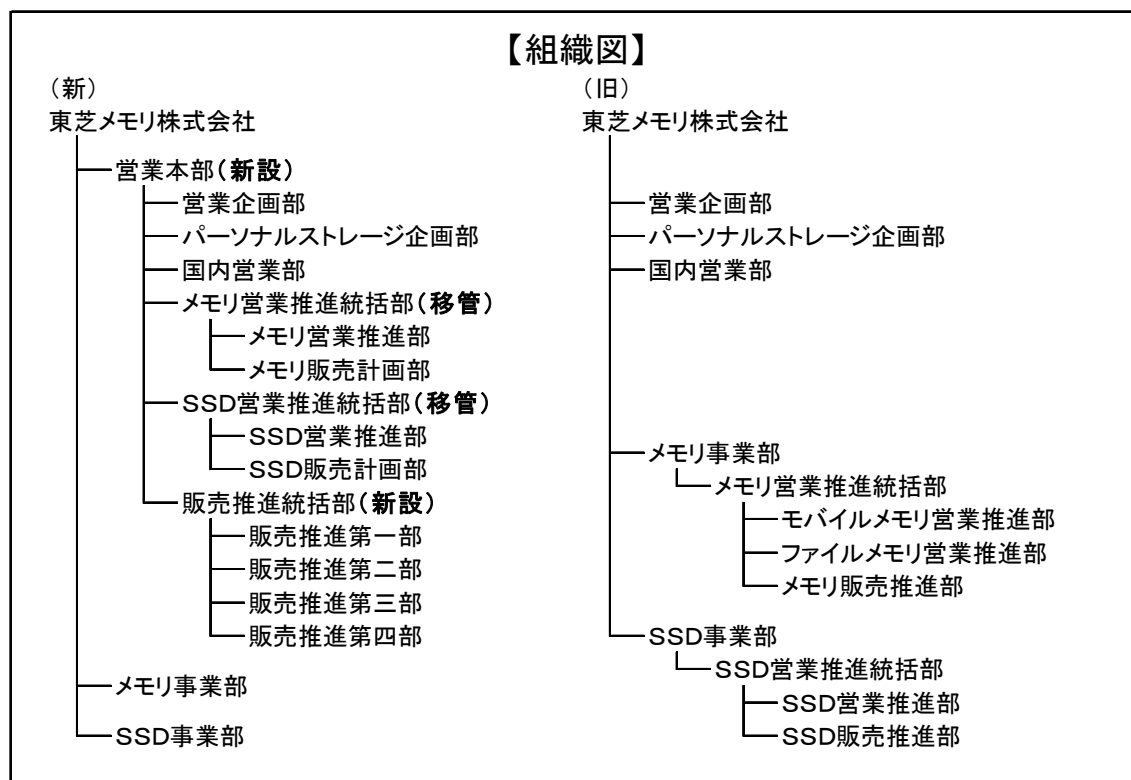 【組織図】
（新）
東芝メモリ株式会社
営業本部（新設）
営業企画部
パーソナルストレージ企画部
国内営業部
メモリ営業推進統括部（移管）
メモリ営業推進部
メモリ販売計画部
SSD営業推進統括部（移管）
SSD営業推進部
SSD販売計画部
販売推進統括部（新設）
販売推進第一部
販売推進第二部
販売推進第三部
販売推進第四部
メモリ事業部
SSD事業部
（旧）
東芝メモリ株式会社
営業企画部
パーソナルストレージ企画部
国内営業部
メモリ事業部
メモリ営業推進統括部
モバイルメモリ営業推進部
ファイルメモリ営業推進部
メモリ販売推進部
SSD事業部
SSD営業推進統括部
SSD営業推進部
SSD販売推進部